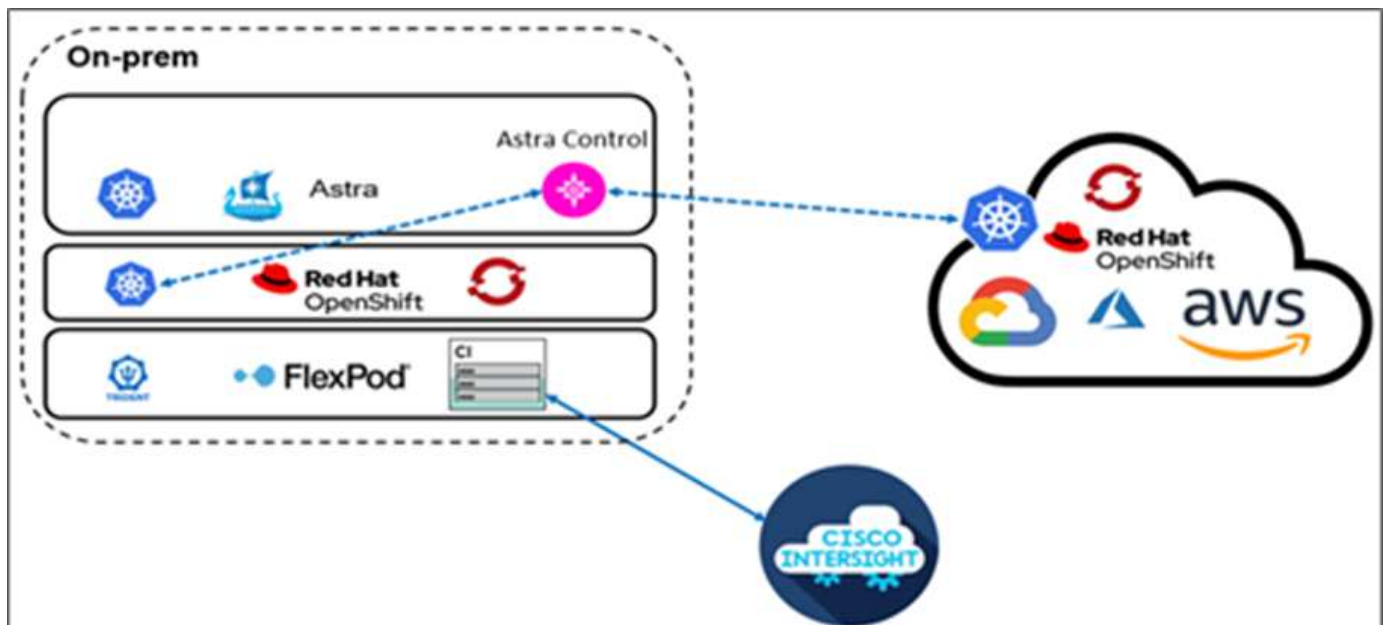 On-prem
Astra Control
Astra
Red Hat
OpenShift
TRIDENT
FlexPod
CI
Red Hat
OpenShift
aws
CISCO
INTERSIGHT